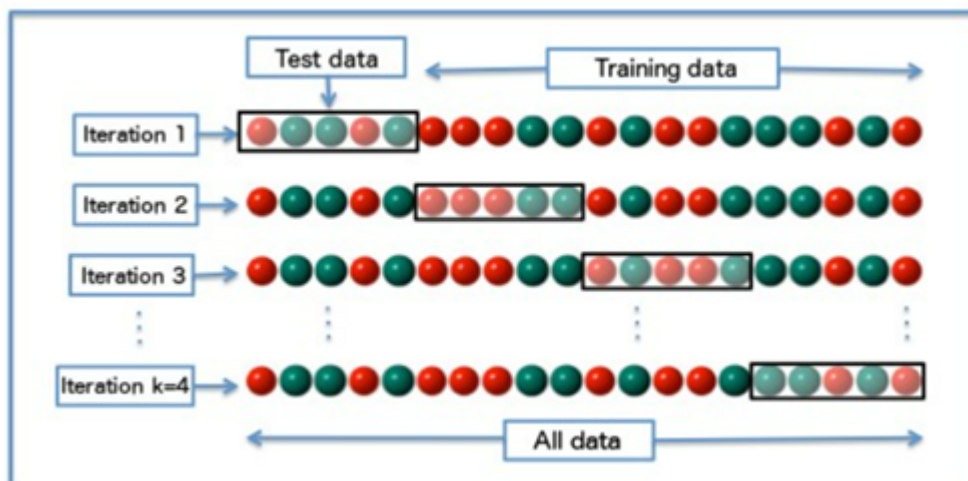 Test data
Training data
Iteration 1
Iteration 2
Iteration 3
Iteration k=4
All data